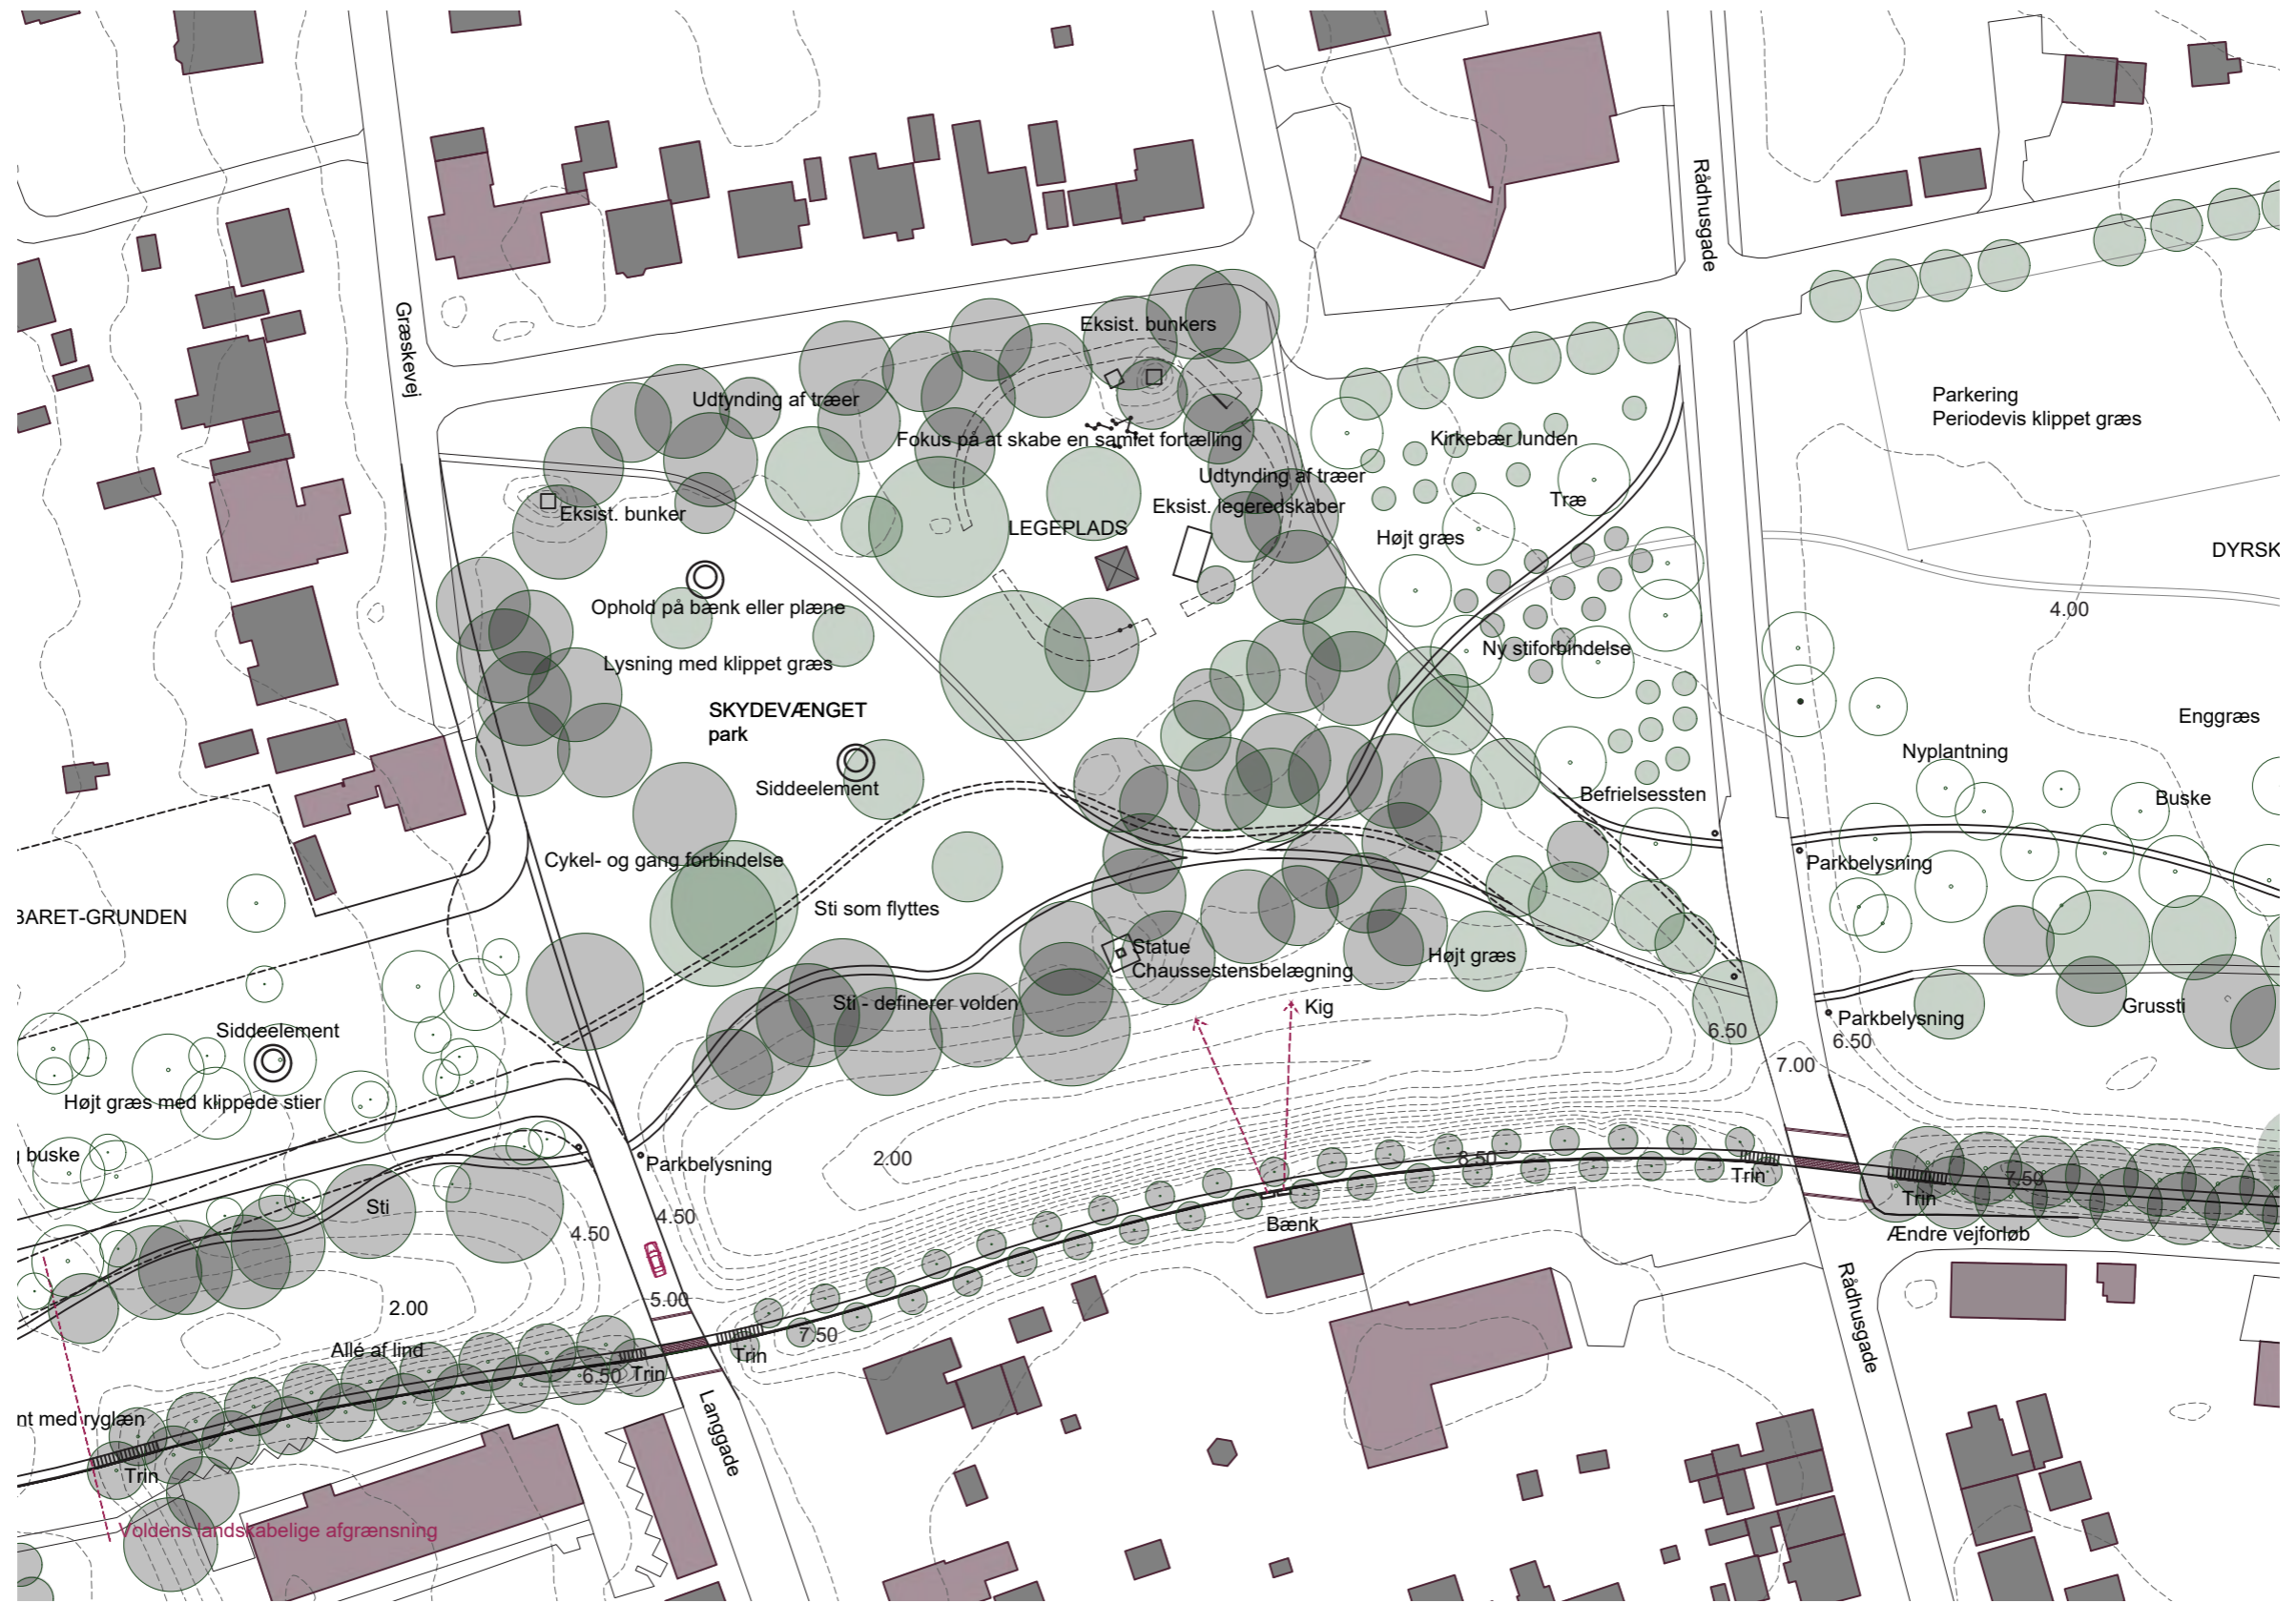 Rådhusgade
Græskevej
Eksist. bunkers
Udtynding af træer
Parkering
Periodevis klippet græs
Fokus på at skabe en samlet fortælling
Kirkebær lunden
Udtynding af træer
Træ
Eksist. legeredskaber
Eksist. bunker
LEGEPLADS
Højt græs
DYRSK
Ophold på bænk eller plæne
4.00
Lysning med klippet græs
Ny stiforbindelse
SKYDEVÆNGET
park
Enggræs
Nyplantning
Siddeelement
Befrielsessten
Buske
Cykel- og gang forbindelse
Parkbelysning
BARET-GRUNDEN
Sti som flyttes
Statue
Chaussestensbelægning
Højt græs
Sti - definerer volden
Kig
Grussti
Parkbelysning
Siddeelement
6.50
6.50
7.00
Højt græs med klippede stier
buske
Parkbelysning
2.00
8.50
Trin
Trin
7.50
Sti
4.50
4.50
Bænk
Ændre vejforløb
5.00
2.00
7.50
Rådhusgade
Allé af lind
Trin
6.50
Trin
Langgade
nt med ryglæn
Trin
Voldens landskabelige afgrænsning